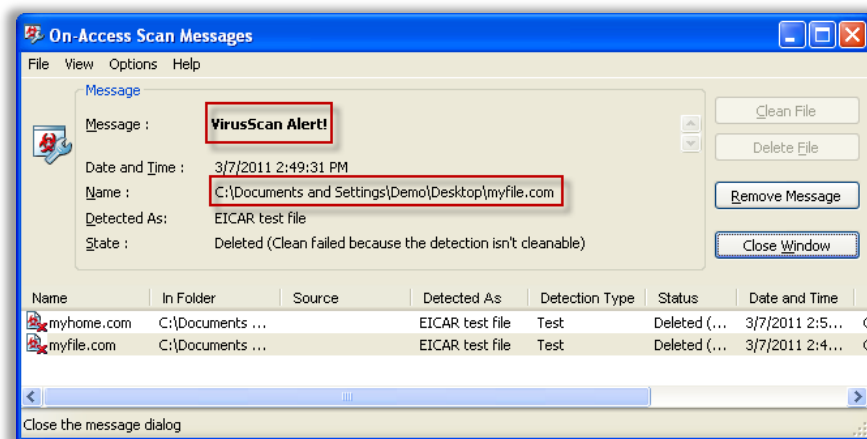 On-Access Scan Messages
File View Options Help
Message
Message : VirusScan Alert!
Date and Time : 3/7/2011 2:49:31 PM
Name : C:\Documents and Settings\Demo\Desktop\myfile.com
Detected As: EICAR test file
State : Deleted (Clean failed because the detection isn't cleanable)
Clean File
Delete File
Remove Message
Close Window
Name In Folder Source Detected As Detection Type Status Date and Time
myhome.com C:\Documents ... EICAR test file Test Deleted (... 3/7/2011 2:5...
myfile.com C:\Documents ... EICAR test file Test Deleted (... 3/7/2011 2:4...
Close the message dialog